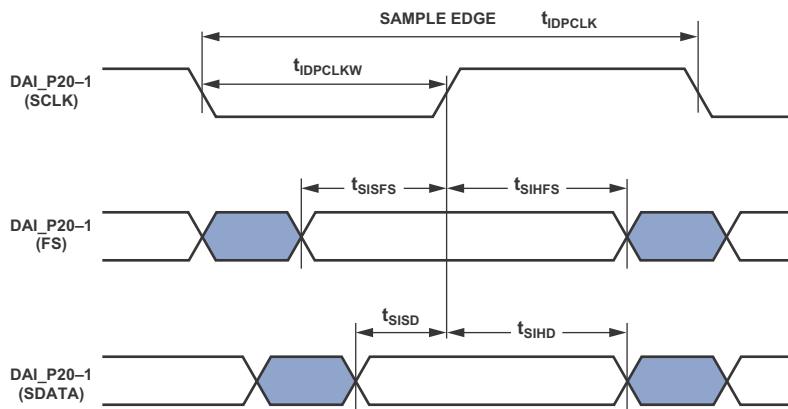 SAMPLE EDGE
tIDPCLK
tIDPCLKW
DAI_P20–1
(SCLK)
tSISFS
tSIHFS
DAI_P20–1
(FS)
tSISD
tSIHD
DAI_P20–1
(SDATA)